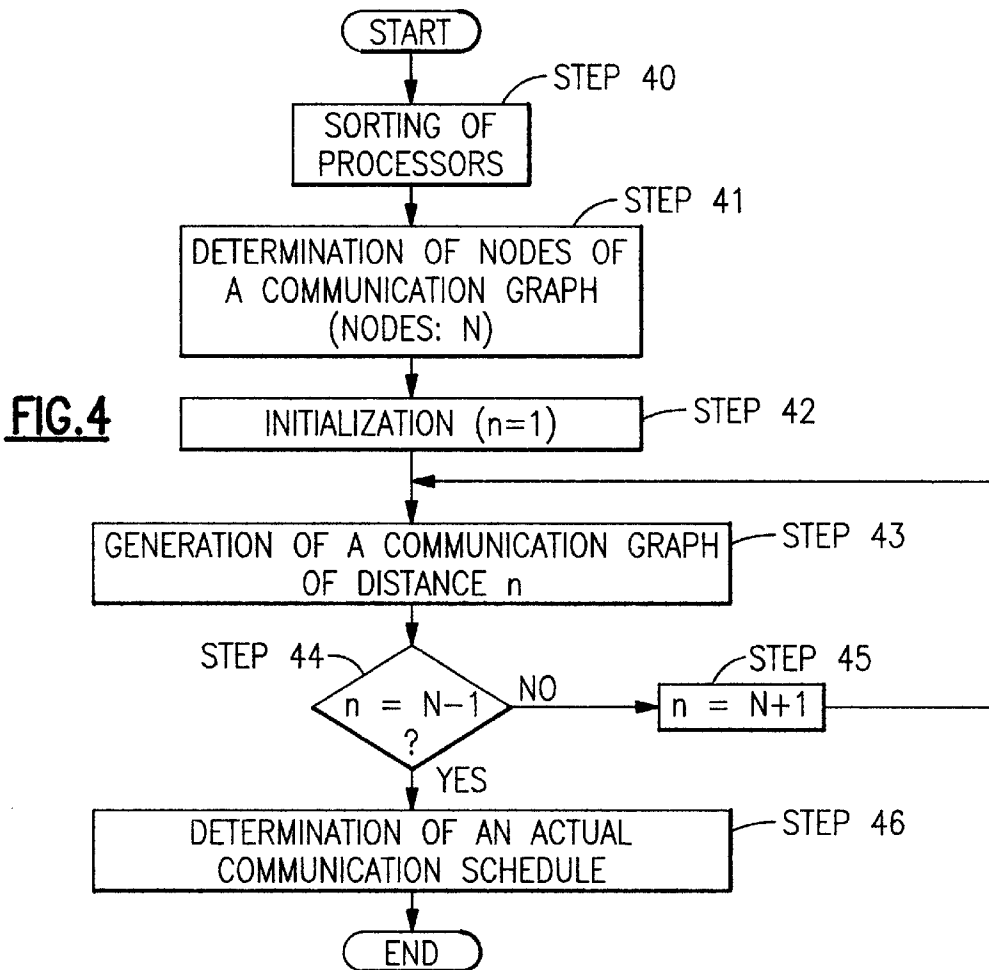 START
STEP 40
SORTING OF
PROCESSORS
STEP 41
DETERMINATION OF NODES OF
A COMMUNICATION GRAPH
(NODES: N)
FIG.4
INITIALIZATION (n=1)
STEP 42
GENERATION OF A COMMUNICATION GRAPH
OF DISTANCE n
STEP 43
STEP 44
n = N-1
?
NO
STEP 45
n = N+1
YES
DETERMINATION OF AN ACTUAL
COMMUNICATION SCHEDULE
STEP 46
END